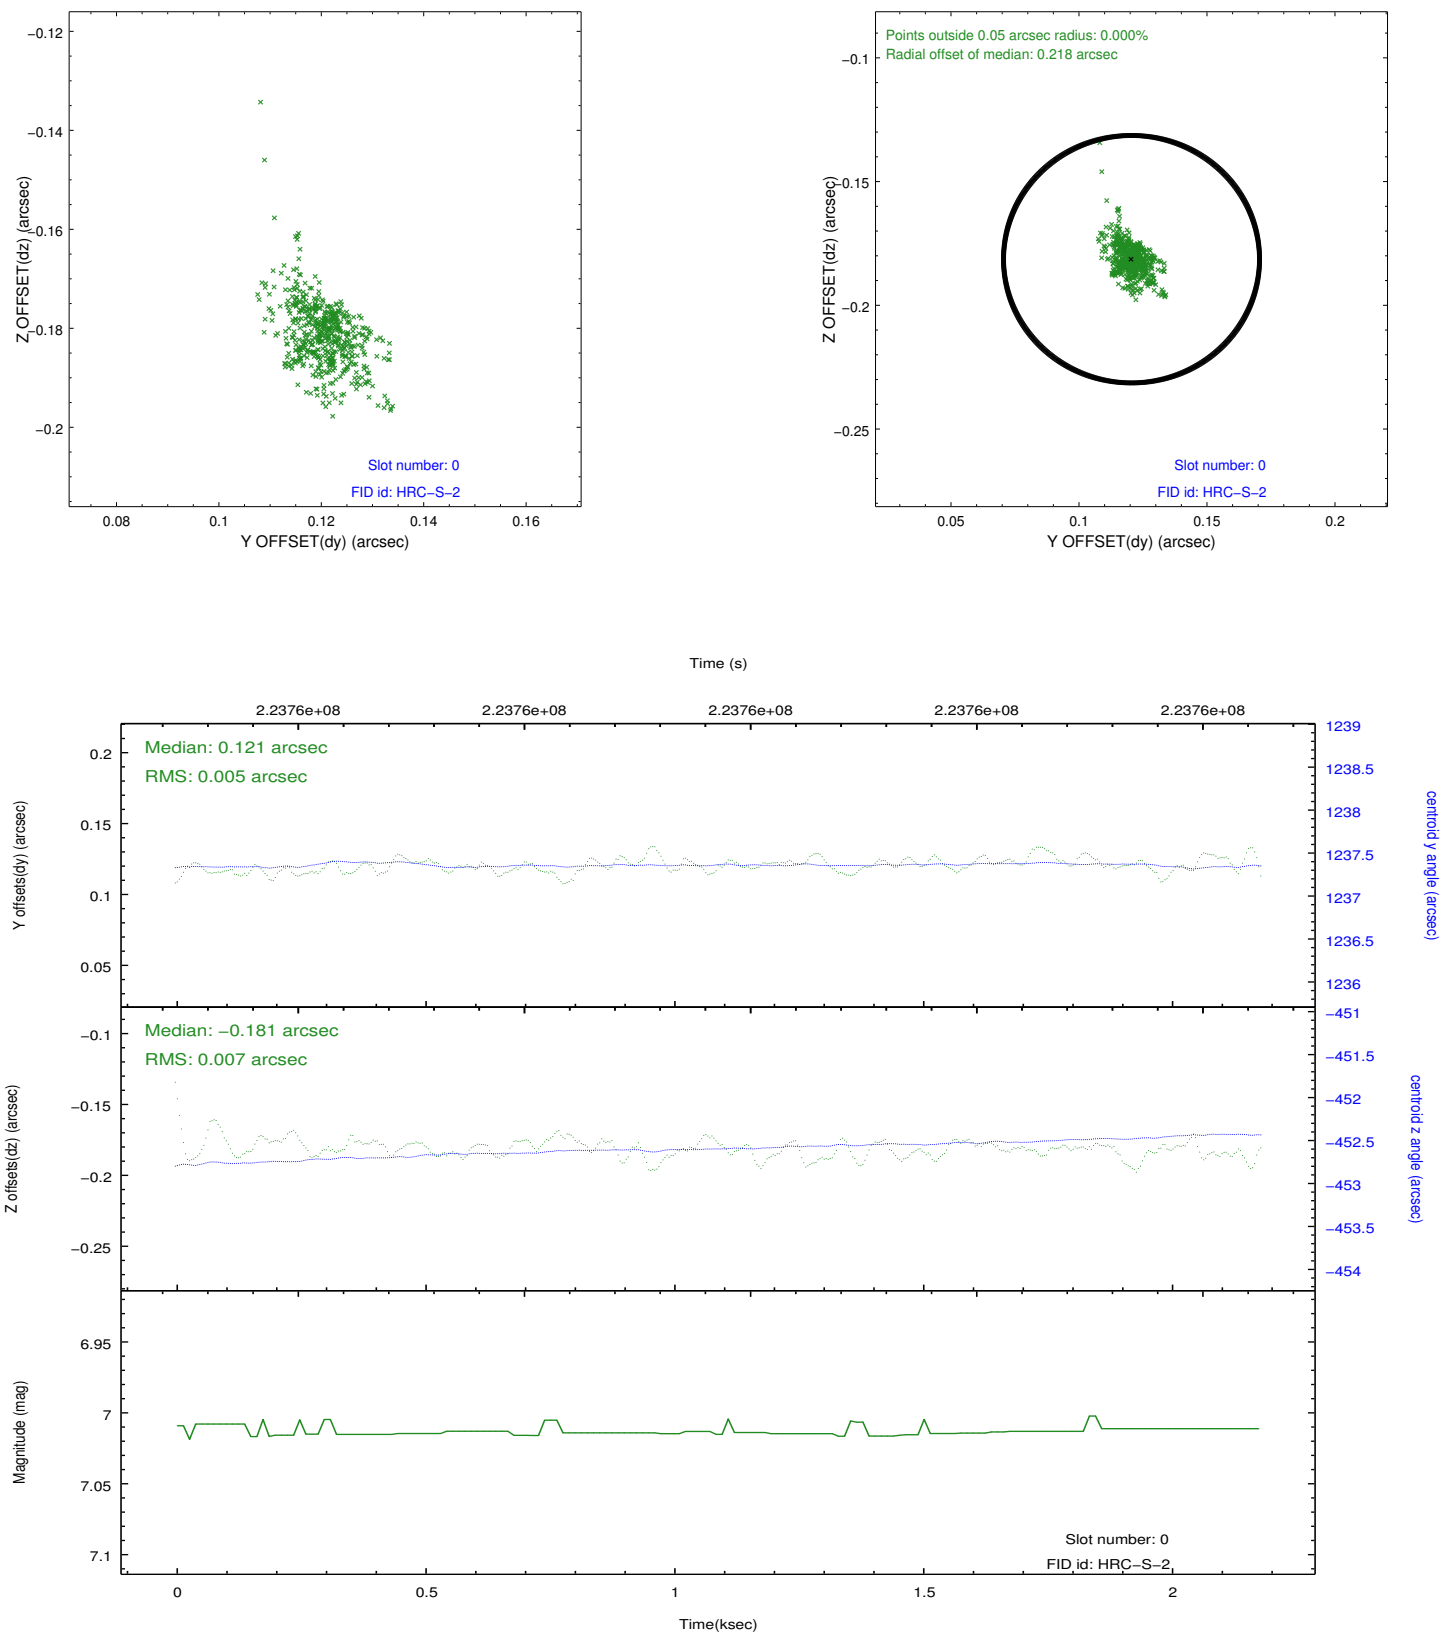 −0.12
−0.14
−0.16
−0.18
−0.2
Z OFFSET(dz) (arcsec)
0.08
0.1
0.12
0.14
0.16
Y OFFSET(dy) (arcsec)
Slot number: 0
FID id: HRC−S−2
Points outside 0.05 arcsec radius: 0.000%
Radial offset of median: 0.218 arcsec
−0.1
−0.15
−0.2
−0.25
Z OFFSET(dz) (arcsec)
Slot number: 0
FID id: HRC−S−2
0.05
0.1
0.15
0.2
Y OFFSET(dy) (arcsec)
Time (s)
2.2376e+08
2.2376e+08
2.2376e+08
2.2376e+08
2.2376e+08
Median: 0.121 arcsec
RMS: 0.005 arcsec
0.2
0.15
0.1
0.05
Y offsets(dy) (arcsec)
1239
1238.5
1238
1237.5
1237
1236.5
1236
centroid y angle (arcsec)
Median: −0.181 arcsec
RMS: 0.007 arcsec
−0.1
−0.15
−0.2
−0.25
Z offsets(dz) (arcsec)
−451
−451.5
−452
−452.5
−453
−453.5
−454
centroid z angle (arcsec)
6.95
7
7.05
7.1
Magnitude (mag)
Slot number: 0
FID id: HRC−S−2
0
0.5
1
1.5
2
Time(ksec)